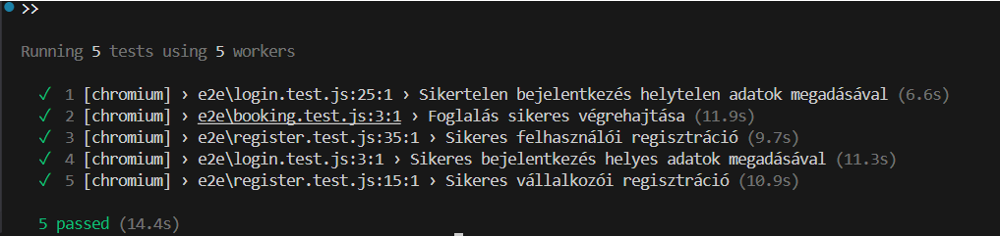 >>
Running 5 tests using 5 workers
✓ 1 [chromium] › e2e\login.test.js:25:1 › Sikertelen bejelentkezés helytelen adatok megadásával (6.6s)
✓ 2 [chromium] › e2e\booking.test.js:3:1 › Foglalás sikeres végrehajtása (11.9s)
✓ 3 [chromium] › e2e\register.test.js:35:1 › Sikeres felhasználói regisztráció (9.7s)
✓ 4 [chromium] › e2e\login.test.js:3:1 › Sikeres bejelentkezés helyes adatok megadásával (11.3s)
✓ 5 [chromium] › e2e\register.test.js:15:1 › Sikeres vállalkozói regisztráció (10.9s)
5 passed (14.4s)